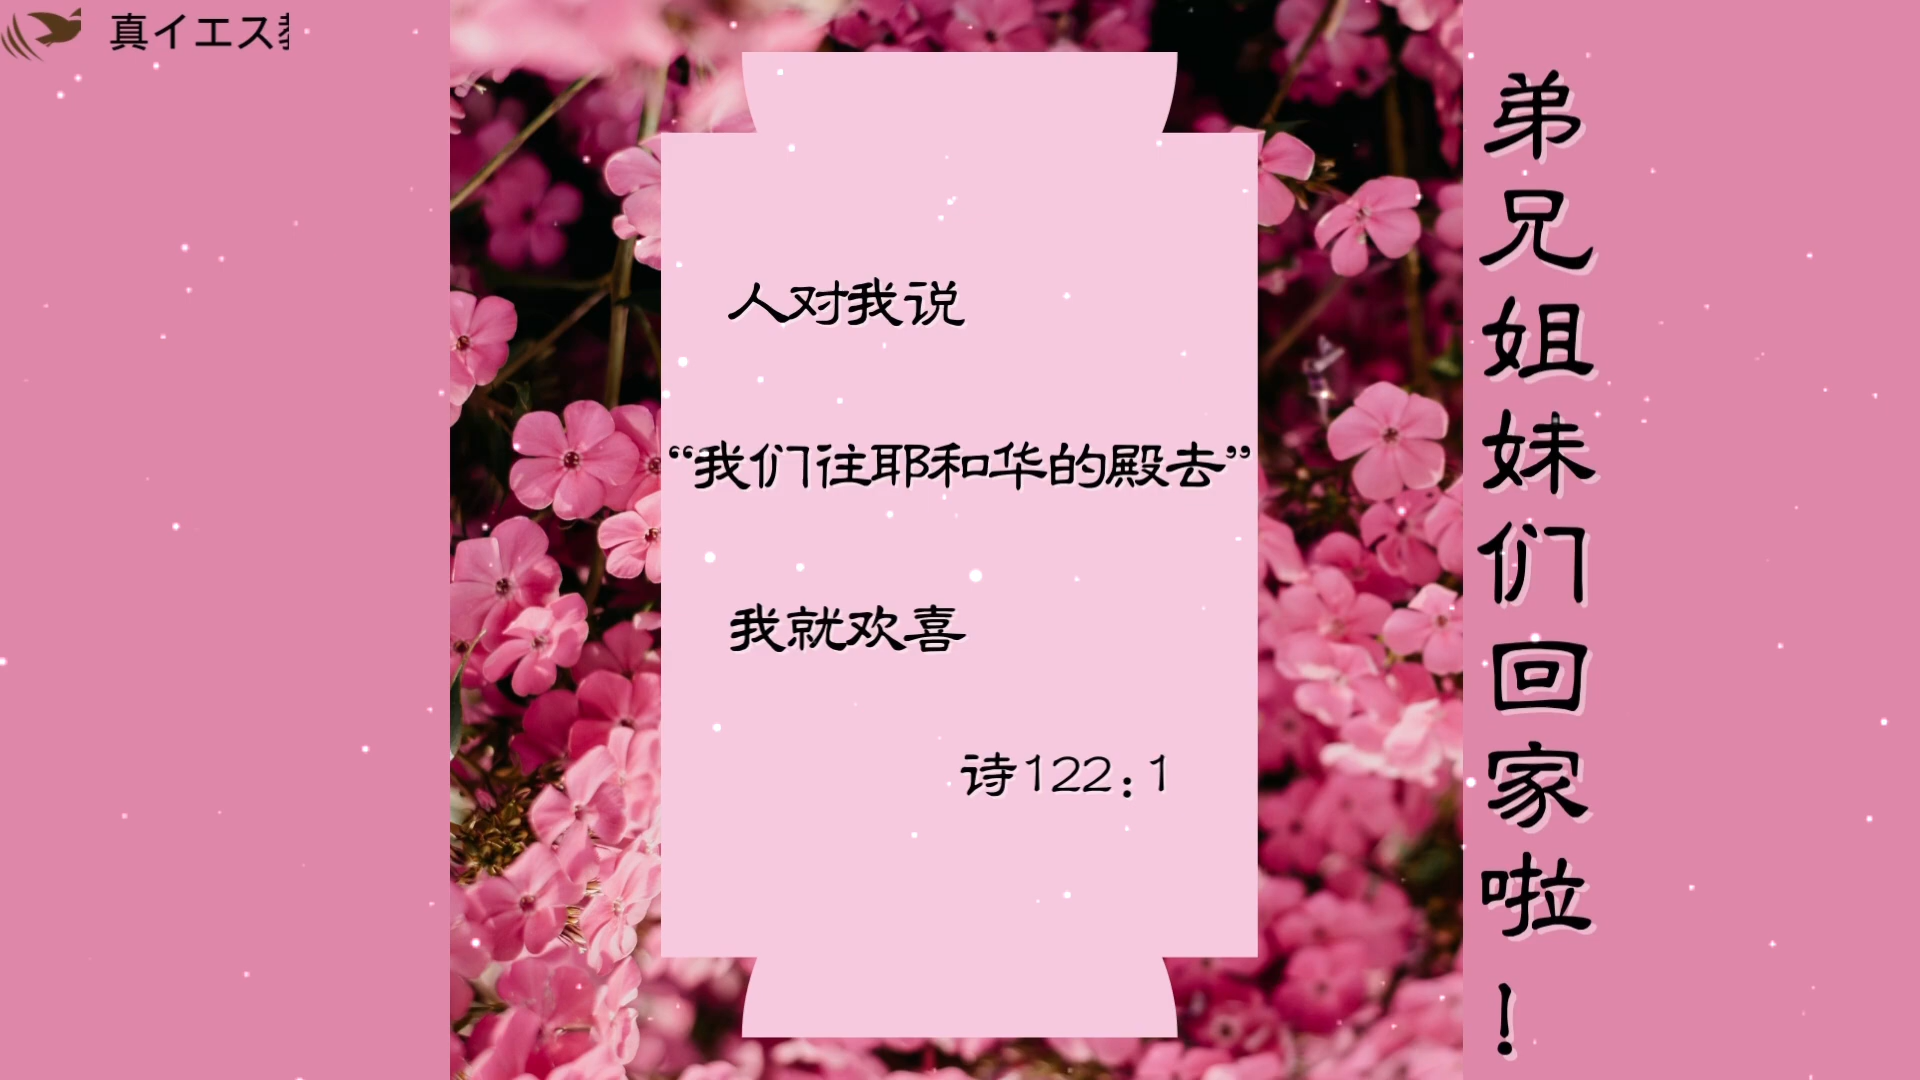 真イエス
人对我说
“我们往耶和华的殿去”
我就欢喜
诗122:1
弟兄姐妹们回家啦!